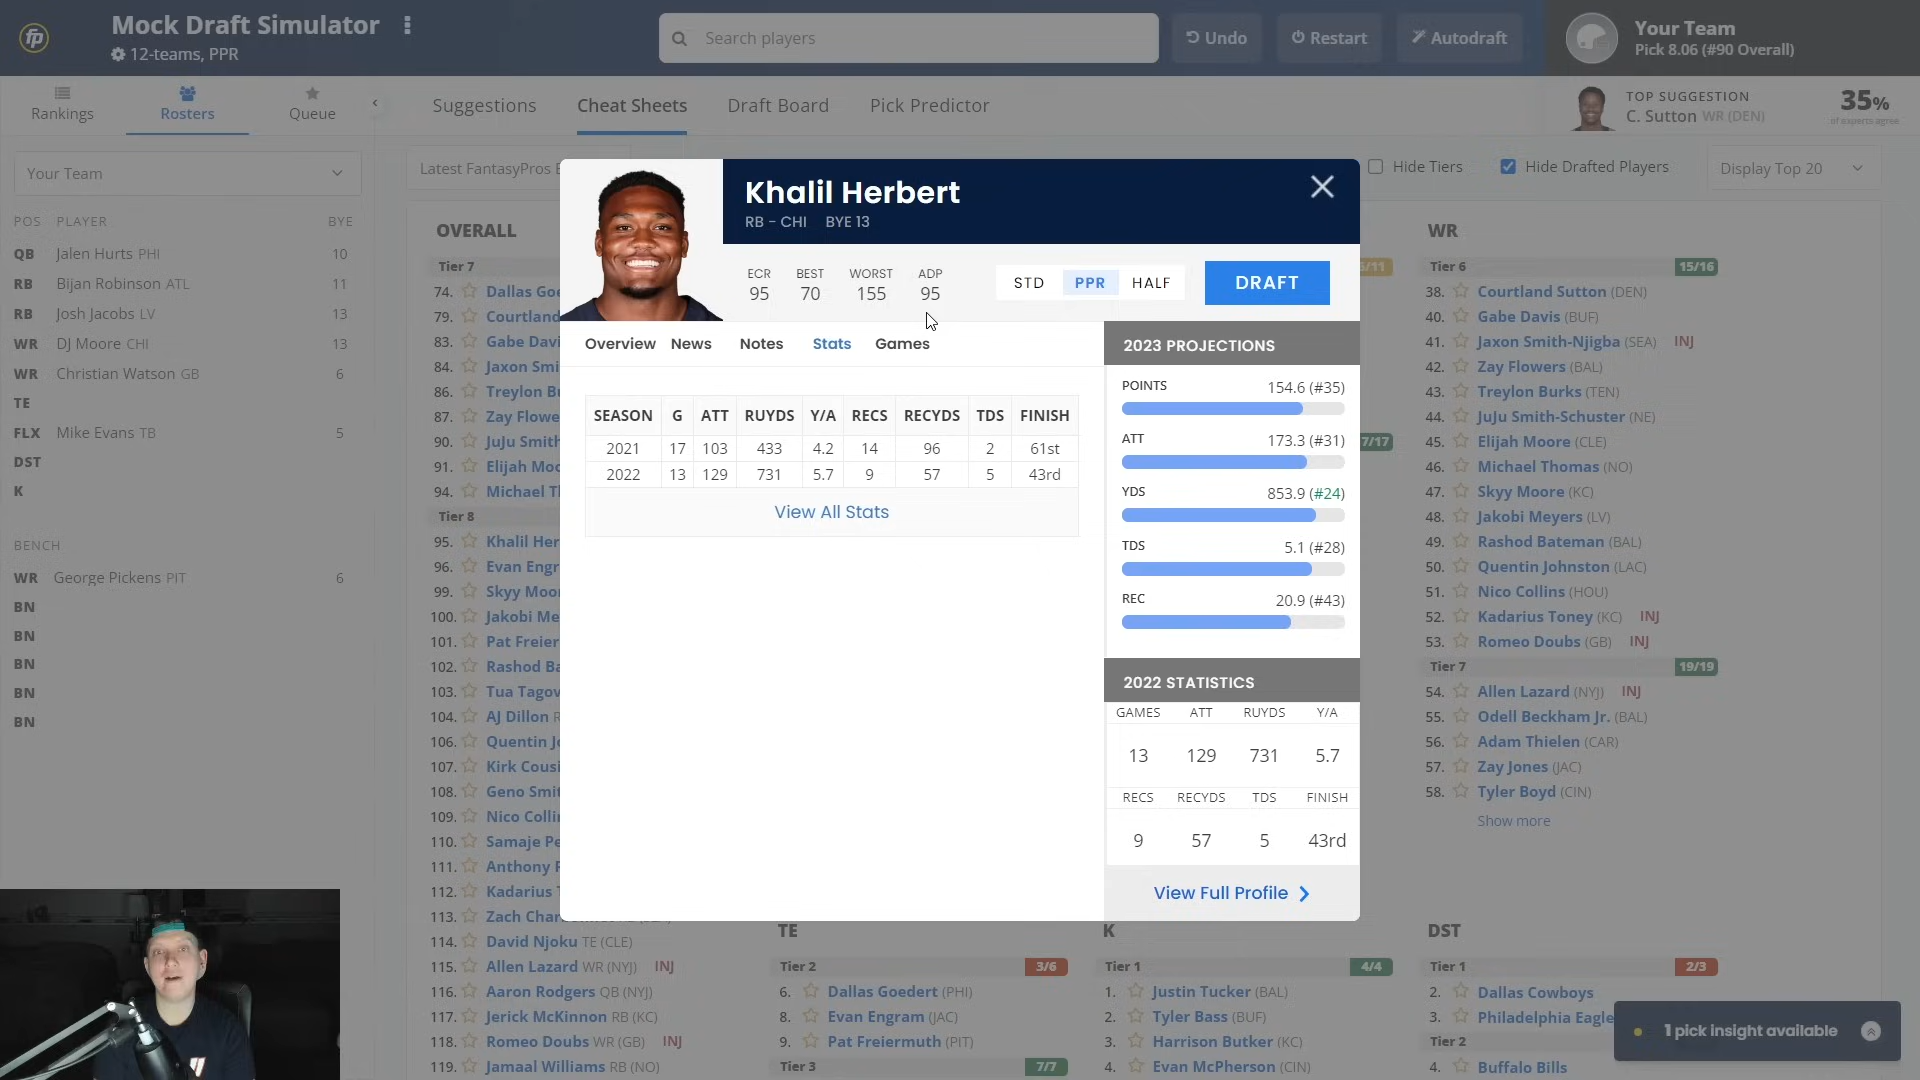 fp
Mock Draft Simulator
12-teams, PPR
Search players
Undo
Restart
Autodraft
Your Team
Pick 8.06 (#90 Overall)
Rankings
Rosters
Queue
Suggestions
Cheat Sheets
Draft Board
Pick Predictor
TOP SUGGESTION
C. Sutton WR (DEN)
35%
of experts agree
Your Team
Latest FantasyPros E
Hide Tiers
Hide Drafted Players
Display Top 20
POS PLAYER BYE
QB Jalen Hurts PHI 10
RB Bijan Robinson ATL 11
RB Josh Jacobs LV 13
WR DJ Moore CHI 13
WR Christian Watson GB 6
TE
FLX Mike Evans TB 5
DST
K
BENCH
WR George Pickens PIT 6
BN
BN
BN
BN
BN
OVERALL
Tier 7
74. Dallas Goe
79. Courtland
83. Gabe Davi
84. Jaxon Smi
86. Treylon B
87. Zay Flowe
90. JuJu Smith
91. Elijah Moo
94. Michael T
Tier 8
95. Khalil Her
96. Evan Engr
99. Skyy Moo
100. Jakobi Me
101. Pat Freier
102. Rashod Ba
103. Tua Tagov
104. AJ Dillon
106. Quentin J
107. Kirk Cousi
108. Geno Smit
109. Nico Colli
110. Samaje Pe
111. Anthony
112. Kadarius
113. Zach Char
114. David Njoku TE (CLE)
115. Allen Lazard WR (NYJ) INJ
116. Aaron Rodgers QB (NYJ)
117. Jerick McKinnon RB (KC)
118. Romeo Doubs WR (GB) INJ
119. Jamaal Williams RB (NO)
Khalil Herbert
RB - CHI BYE 13
ECR BEST WORST ADP
95 70 155 95
STD PPR HALF
DRAFT
Overview News Notes Stats Games
SEASON G ATT RUYDS Y/A RECS RECYDS TDS FINISH
2021 17 103 433 4.2 14 96 2 61st
2022 13 129 731 5.7 9 57 5 43rd
View All Stats
2023 PROJECTIONS
POINTS 154.6 (#35)
ATT 173.3 (#31)
YDS 853.9 (#24)
TDS 5.1 (#28)
REC 20.9 (#43)
2022 STATISTICS
GAMES ATT RUYDS Y/A
13 129 731 5.7
RECS RECYDS TDS FINISH
9 57 5 43rd
View Full Profile
/11
7/17
TE
Tier 2 3/6
6. Dallas Goedert (PHI)
8. Evan Engram (JAC)
9. Pat Freiermuth (PIT)
Tier 3 7/7
K
Tier 1 4/4
1. Justin Tucker (BAL)
2. Tyler Bass (BUF)
3. Harrison Butker (KC)
4. Evan McPherson (CIN)
WR
Tier 6 15/16
38. Courtland Sutton (DEN)
40. Gabe Davis (BUF)
41. Jaxon Smith-Njigba (SEA) INJ
42. Zay Flowers (BAL)
43. Treylon Burks (TEN)
44. JuJu Smith-Schuster (NE)
45. Elijah Moore (CLE)
46. Michael Thomas (NO)
47. Skyy Moore (KC)
48. Jakobi Meyers (LV)
49. Rashod Bateman (BAL)
50. Quentin Johnston (LAC)
51. Nico Collins (HOU)
52. Kadarius Toney (KC) INJ
53. Romeo Doubs (GB) INJ
Tier 7 19/19
54. Allen Lazard (NYJ) INJ
55. Odell Beckham Jr. (BAL)
56. Adam Thielen (CAR)
57. Zay Jones (JAC)
58. Tyler Boyd (CIN)
Show more
DST
Tier 1 2/3
2. Dallas Cowboys
3. Philadelphia Eagle
Tier 2
4. Buffalo Bills
1 pick insight available